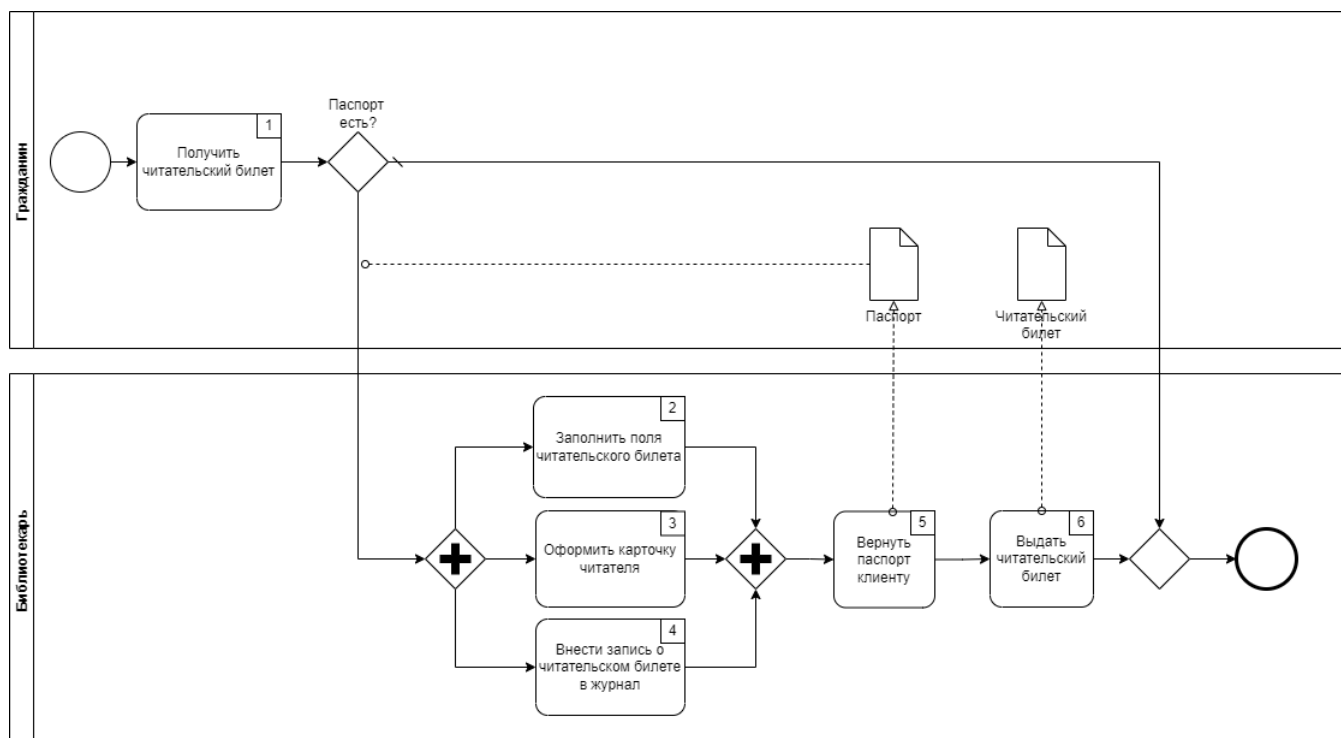 Гражданин
1
Получить
читательский билет
Паспорт
есть?
Паспорт
Читательский
билет
Библиотекарь
2
Заполнить поля
читательского билета
3
Оформить карточку
читателя
4
Внести запись о
читательском билете
в журнал
5
Вернуть
паспорт
клиенту
6
Выдать
читательский
билет